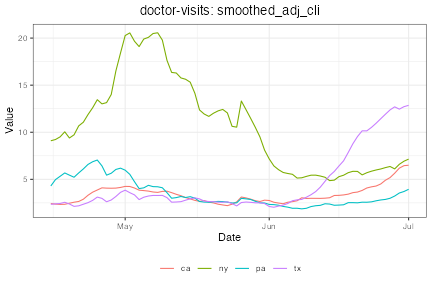 doctor-visits: smoothed_adj_cli
Value
20
15
10
5
May
Jun
Jul
Date
ca ny pa tx